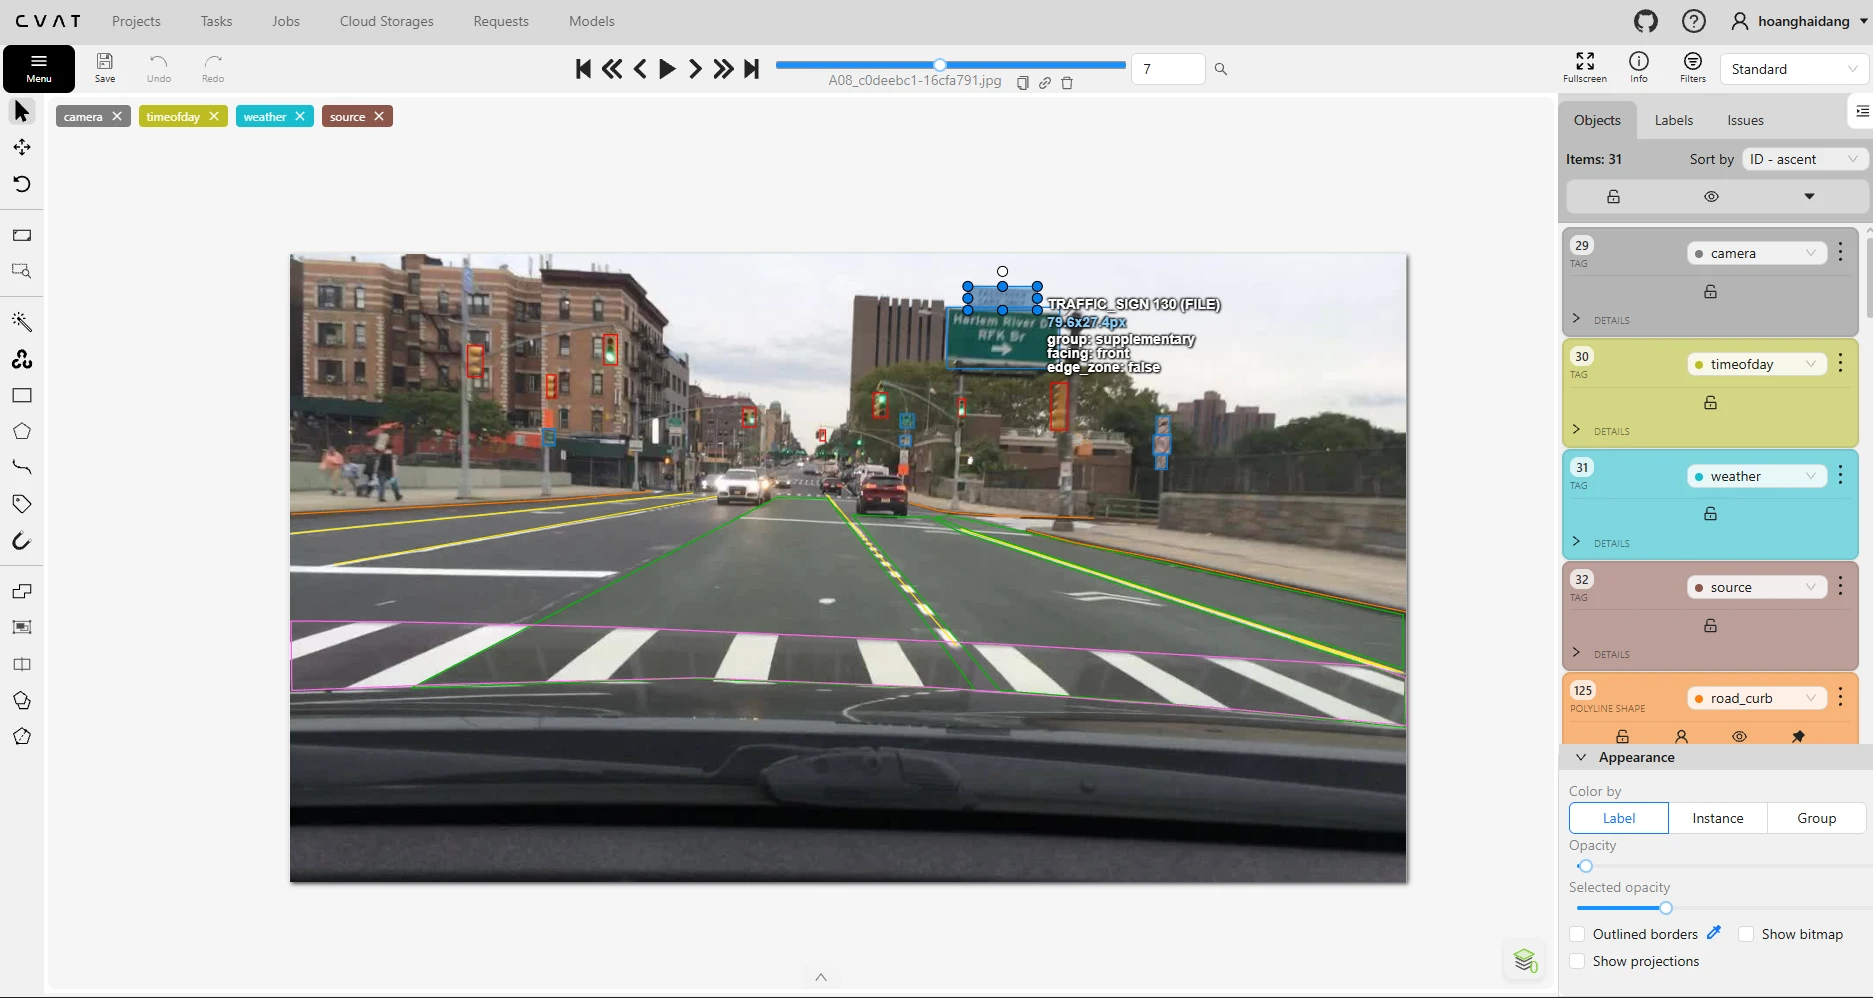 CVAT
Projects
Tasks
Jobs
Cloud Storages
Requests
Models
hoanghaidang
Menu
Save
Undo
Redo
7
A08_c0deebc1-16cfa791.jpg
Fullscreen
Info
Filters
Standard
camera
timeofday
weather
source
Objects
Labels
Issues
Items: 31
Sort by
ID - ascent
29
TAG
camera
DETAILS
30
TAG
timeofday
DETAILS
31
TAG
weather
DETAILS
32
TAG
source
DETAILS
125
POLYLINE SHAPE
road_curb
TRAFFIC_SIGN 130 (FILE)
79.6x27.4px
group: supplementary
facing: front
edge_zone: false
Harlem River D
RFK Br
Appearance
Color by
Label
Instance
Group
Opacity
Selected opacity
Outlined borders
Show bitmap
Show projections
0